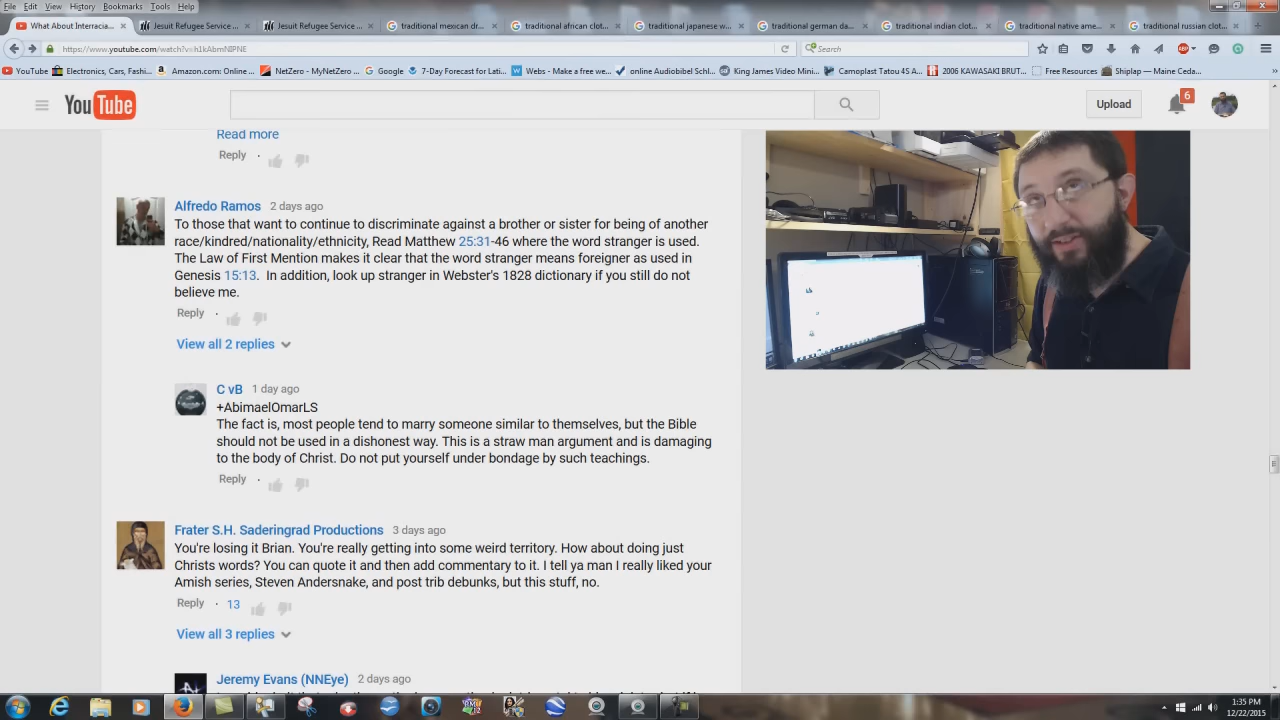 File Edit View History Bookmarks Tools Help
What About Interracia...
Jesuit Refugee Service ...
Jesuit Refugee Service ...
traditional mexican dr...
traditional african clot...
traditional japanese w...
traditional german da...
traditional indian clot...
traditional native ame...
traditional russian clot...
Search
YouTube
Electronics, Cars, Fashi...
Amazon.com: Online ...
NetZero - MyNetZero ...
Google
7-Day Forecast for Lati...
Webs - Make a free we...
online Audiobibel Schl...
King James Video Mini...
Camoplast Tatou 4S A...
2006 KAWASAKI BRUT...
Free Resources
Shiplap — Maine Ceda...
YouTube
Upload
6
Read more
Reply ·
Alfredo Ramos 2 days ago
To those that want to continue to discriminate against a brother or sister for being of another
race/kindred/nationality/ethnicity, Read Matthew 25:31-46 where the word stranger is used.
The Law of First Mention makes it clear that the word stranger means foreigner as used in
Genesis 15:13. In addition, look up stranger in Webster's 1828 dictionary if you still do not
believe me.
Reply ·
View all 2 replies
C vB 1 day ago
+AbimaelOmarLS
The fact is, most people tend to marry someone similar to themselves, but the Bible
should not be used in a dishonest way. This is a straw man argument and is damaging
to the body of Christ. Do not put yourself under bondage by such teachings.
Reply ·
Frater S.H. Saderingrad Productions 3 days ago
You're losing it Brian. You're really getting into some weird territory. How about doing just
Christs words? You can quote it and then add commentary to it. I tell ya man I really liked your
Amish series, Steven Andersnake, and post trib debunks, but this stuff, no.
Reply · 13
View all 3 replies
Jeremy Evans (NNEye) 2 days ago
1:35 PM
12/22/2015